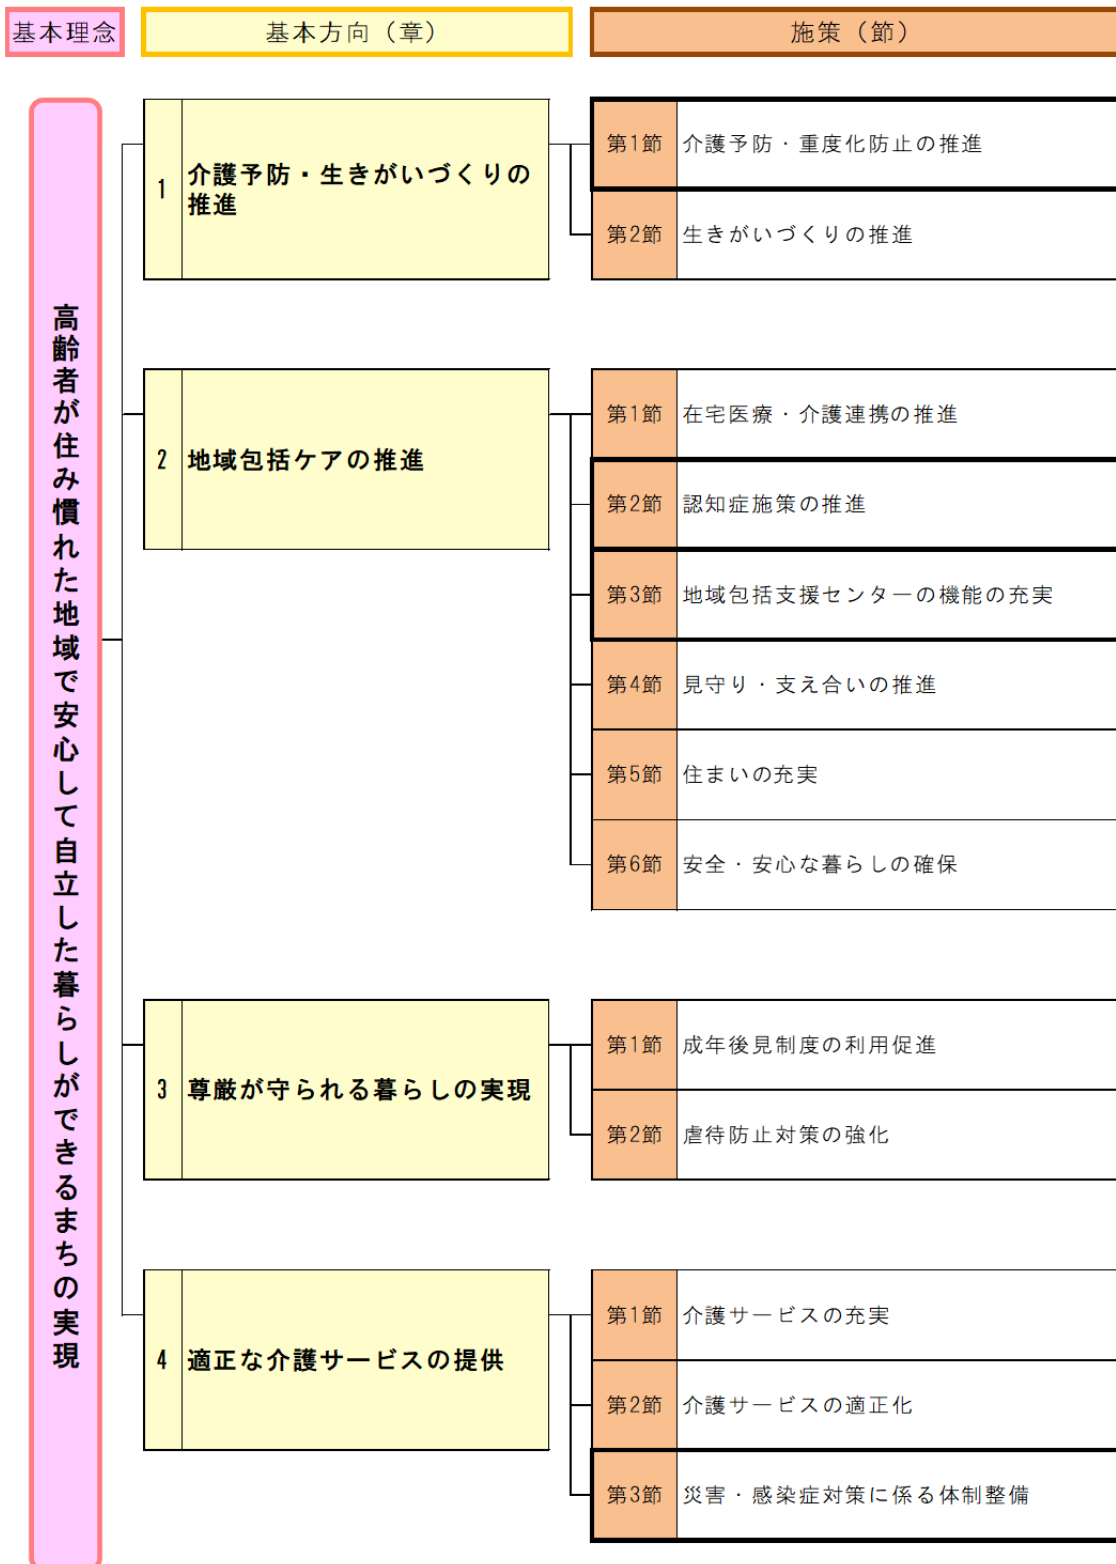 基本理念
基本方向（章）
施策（節）
高齢者が住み慣れた地域で安心して自立した暮らしができるまちの実現
1
介護予防・生きがいづくりの
推進
第1節
介護予防・重度化防止の推進
第2節
生きがいづくりの推進
2
地域包括ケアの推進
第1節
在宅医療・介護連携の推進
第2節
認知症施策の推進
第3節
地域包括支援センターの機能の充実
第4節
見守り・支え合いの推進
第5節
住まいの充実
第6節
安全・安心な暮らしの確保
3
尊厳が守られる暮らしの実現
第1節
成年後見制度の利用促進
第2節
虐待防止対策の強化
4
適正な介護サービスの提供
第1節
介護サービスの充実
第2節
介護サービスの適正化
第3節
災害・感染症対策に係る体制整備